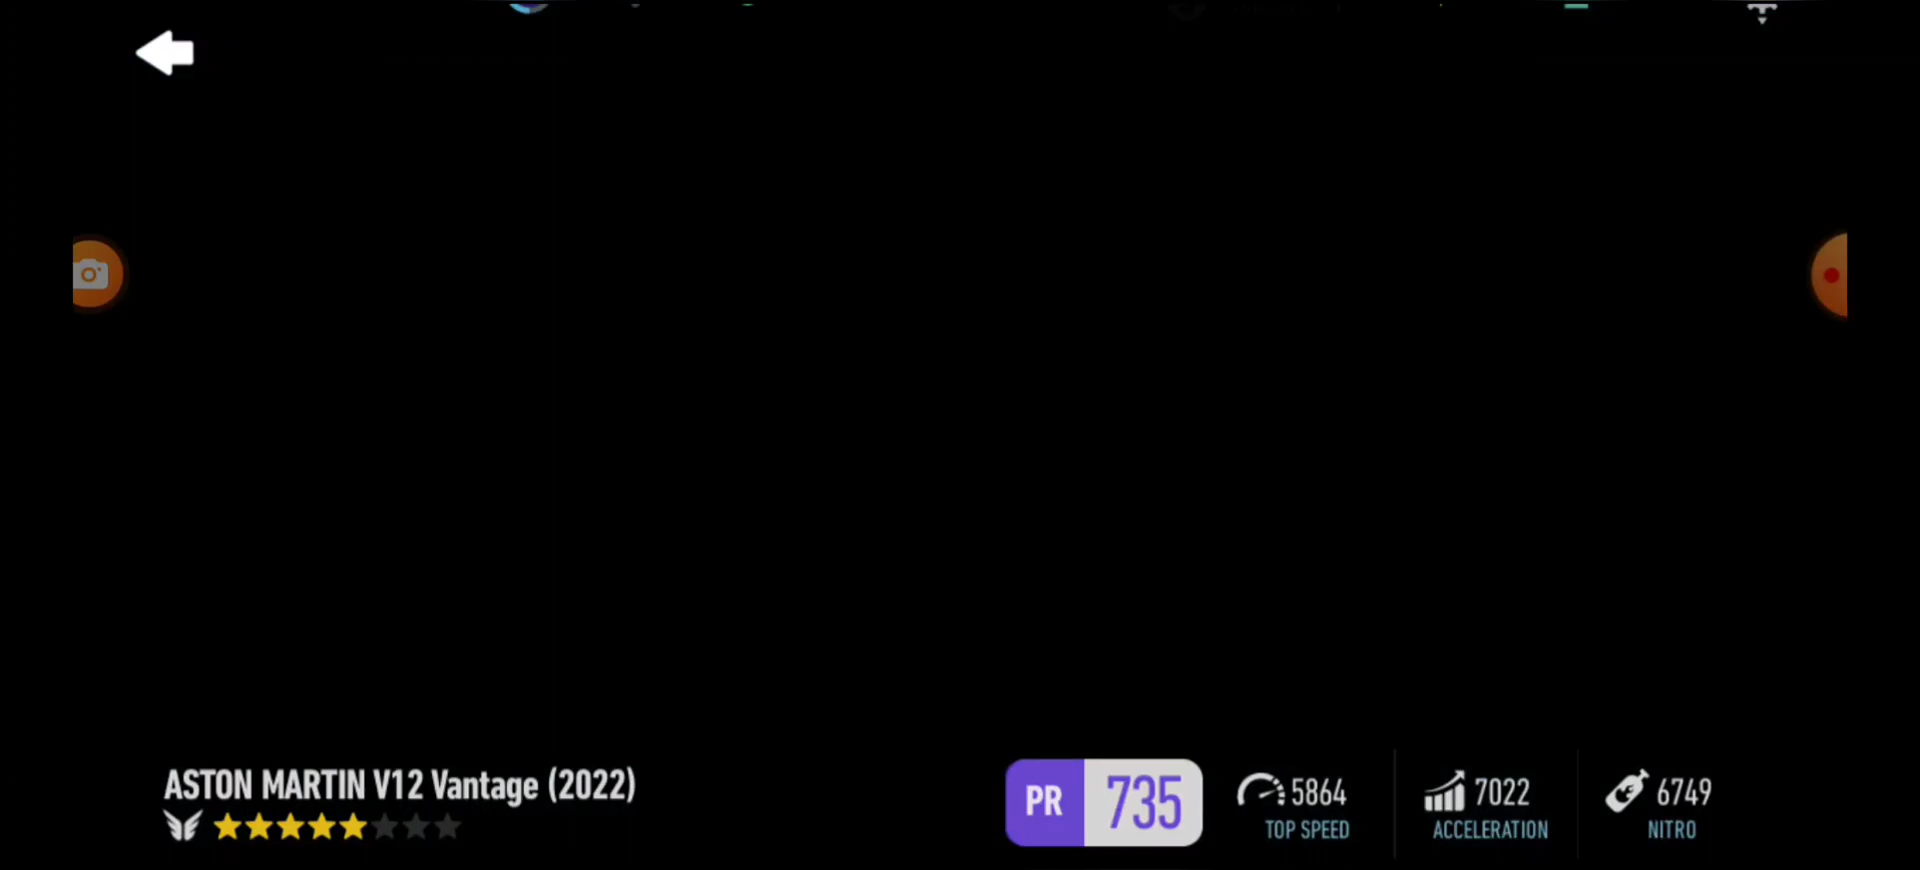 ASTON MARTIN V12 Vantage (2022)
PR 735
5864
TOP SPEED
7022
ACCELERATION
6749
NITRO